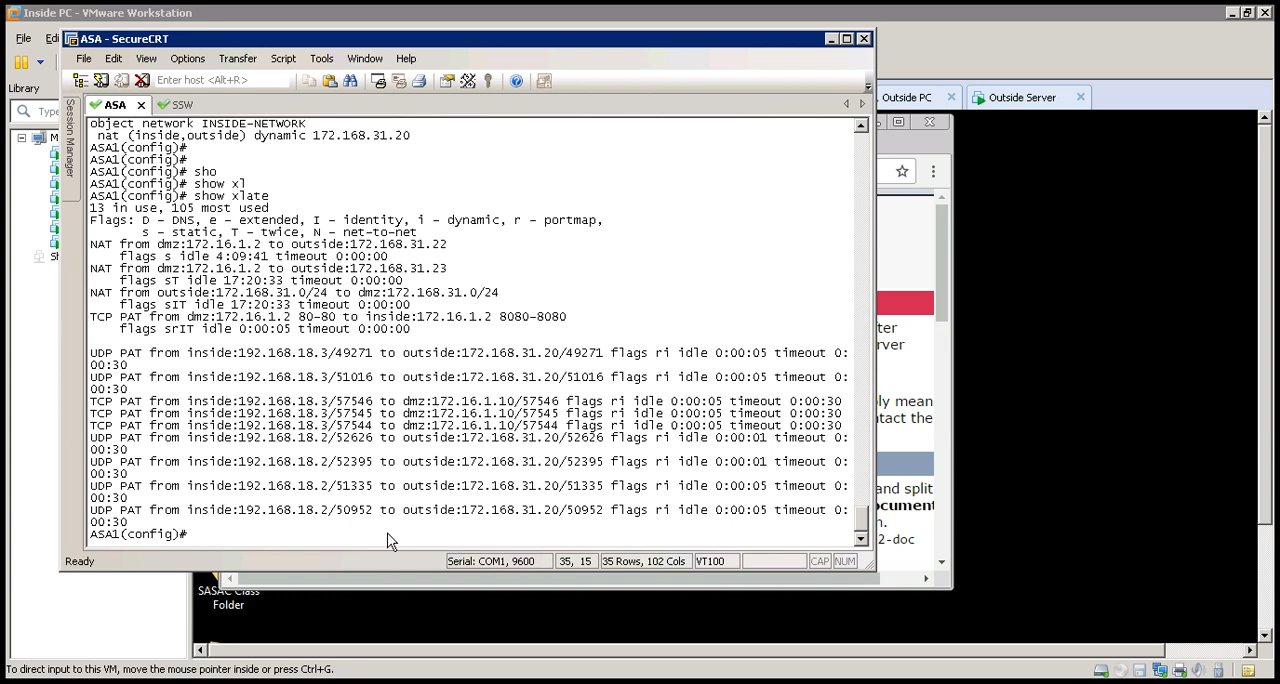 Inside PC - VMware Workstation
File
Library
ASA - SecureCRT
File Edit View Options Transfer Script Tools Window Help
Enter host <Alt+R>
ASA
SSW
Outside PC
Outside Server
Session Manager
object network INSIDE-NETWORK
nat (inside,outside) dynamic 172.168.31.20
ASA1(config)#
ASA1(config)#
ASA1(config)# sho
ASA1(config)# show xl
ASA1(config)# show xlate
13 in use, 105 most used
Flags: D - DNS, e - extended, I - identity, i - dynamic, r - portmap,
s - static, T - twice, N - net-to-net
NAT from dmz:172.16.1.2 to outside:172.168.31.22
flags s idle 4:09:41 timeout 0:00:00
NAT from dmz:172.16.1.2 to outside:172.168.31.23
flags sT idle 17:20:33 timeout 0:00:00
NAT from outside:172.168.31.0/24 to dmz:172.168.31.0/24
flags sIT idle 17:20:33 timeout 0:00:00
TCP PAT from dmz:172.16.1.2 80-80 to inside:172.16.1.2 8080-8080
flags srIT idle 0:00:05 timeout 0:00:00
UDP PAT from inside:192.168.18.3/49271 to outside:172.168.31.20/49271 flags ri idle 0:00:05 timeout 0:
00:30
UDP PAT from inside:192.168.18.3/51016 to outside:172.168.31.20/51016 flags ri idle 0:00:05 timeout 0:
00:30
TCP PAT from inside:192.168.18.3/57546 to dmz:172.16.1.10/57546 flags ri idle 0:00:05 timeout 0:00:30
TCP PAT from inside:192.168.18.3/57545 to dmz:172.16.1.10/57545 flags ri idle 0:00:05 timeout 0:00:30
TCP PAT from inside:192.168.18.3/57544 to dmz:172.16.1.10/57544 flags ri idle 0:00:05 timeout 0:00:30
UDP PAT from inside:192.168.18.2/52626 to outside:172.168.31.20/52626 flags ri idle 0:00:01 timeout 0:
00:30
UDP PAT from inside:192.168.18.2/52395 to outside:172.168.31.20/52395 flags ri idle 0:00:01 timeout 0:
00:30
UDP PAT from inside:192.168.18.2/51335 to outside:172.168.31.20/51335 flags ri idle 0:00:05 timeout 0:
00:30
UDP PAT from inside:192.168.18.2/50952 to outside:172.168.31.20/50952 flags ri idle 0:00:05 timeout 0:
00:30
ASA1(config)#
Ready
Serial: COM1, 9600
35, 15
35 Rows, 102 Cols
VT100
CAP
NUM
contact the
and split
2-doc
SASAC Class
Folder
To direct input to this VM, move the mouse pointer inside or press Ctrl+G.